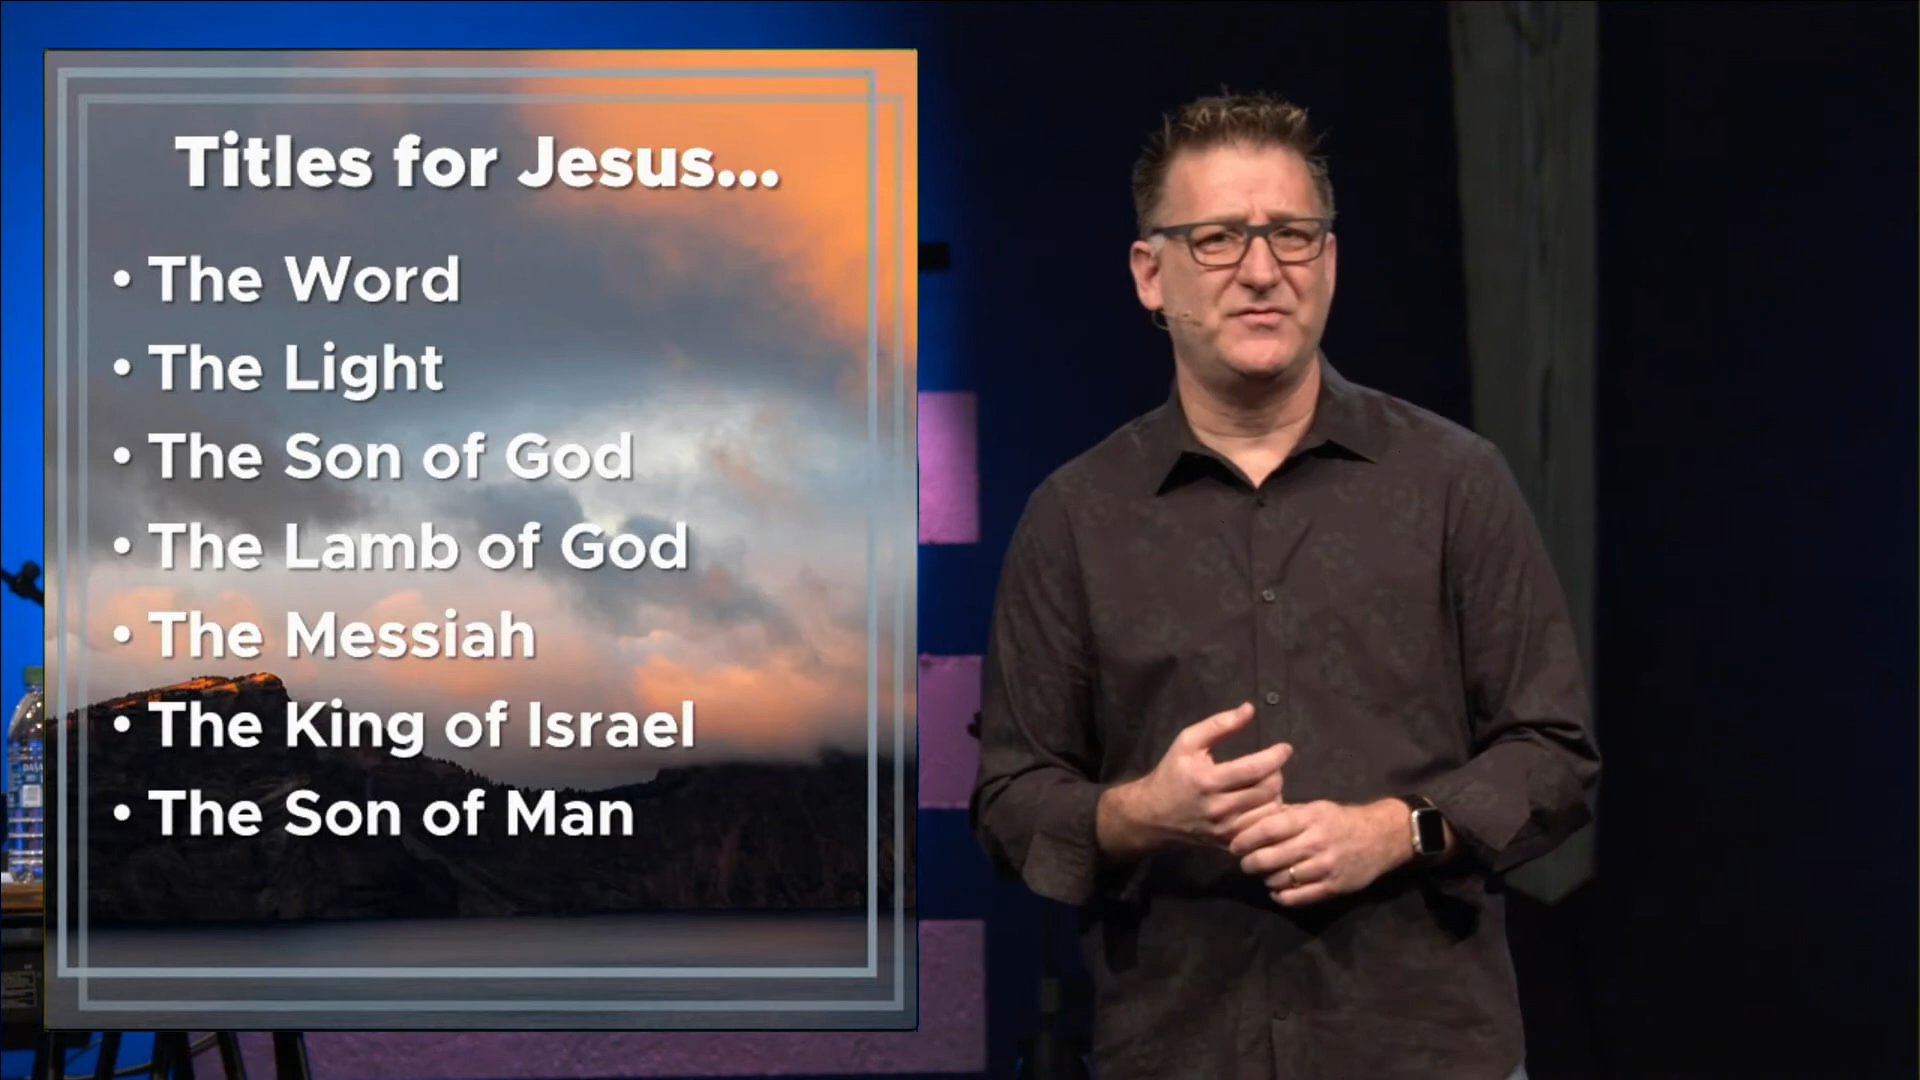 Titles for Jesus...
• The Word
• The Light
• The Son of God
• The Lamb of God
• The Messiah
• The King of Israel
• The Son of Man